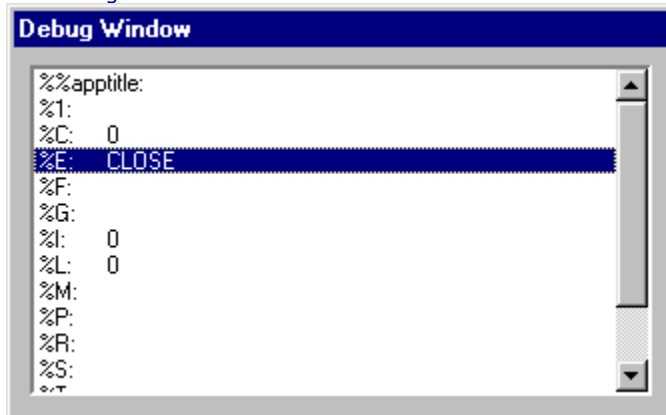 Debug Window
%%apptitle:
%1:
%C: 0
%E: CLOSE
%F:
%G:
%I: 0
%L: 0
%M:
%P:
%R:
%S: